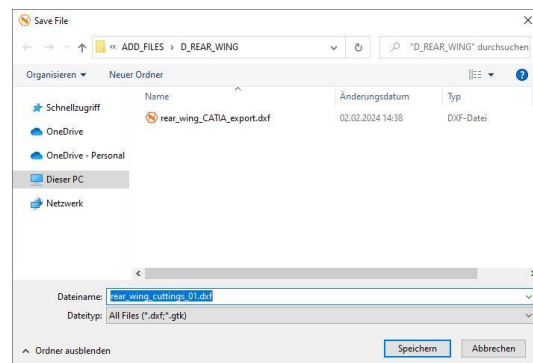 Save File
« ADD_FILES > D_REAR_WING
"D_REAR_WING" durchsuchen
Organisieren
Neuer Ordner
Name
Änderungsdatum
Typ
Schnellzugriff
rear_wing_CATIA_export.dxf
02.02.2024 14:38
DXF-Datei
OneDrive
OneDrive - Personal
Dieser PC
Netzwerk
Dateiname: rear_wing_cuttings_01.dxf
Dateityp: All Files (*.dxf;*.gtk)
Ordner ausblenden
Speichern
Abbrechen